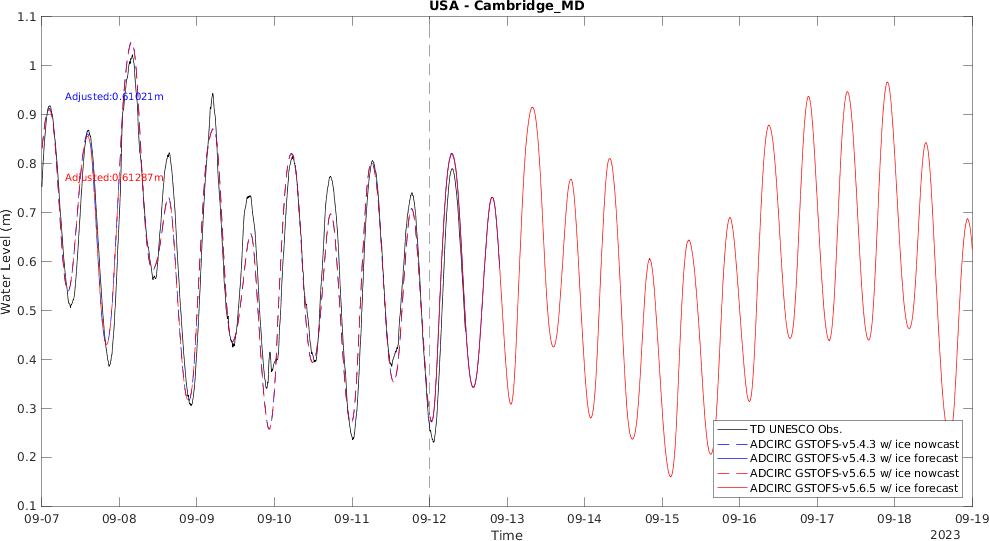 USA - Cambridge_MD
1.1
1
0.9
0.8
0.7
0.6
0.5
0.4
0.3
0.2
0.1
Water Level (m)
Adjusted:0.61021m
Adjusted:0.61287m
TD UNESCO Obs.
ADCIRC GSTOFS-v5.4.3 w/ ice nowcast
ADCIRC GSTOFS-v5.4.3 w/ ice forecast
ADCIRC GSTOFS-v5.6.5 w/ ice nowcast
ADCIRC GSTOFS-v5.6.5 w/ ice forecast
09-07 09-08 09-09 09-10 09-11 09-12 09-13 09-14 09-15 09-16 09-17 09-18 09-19
Time
2023